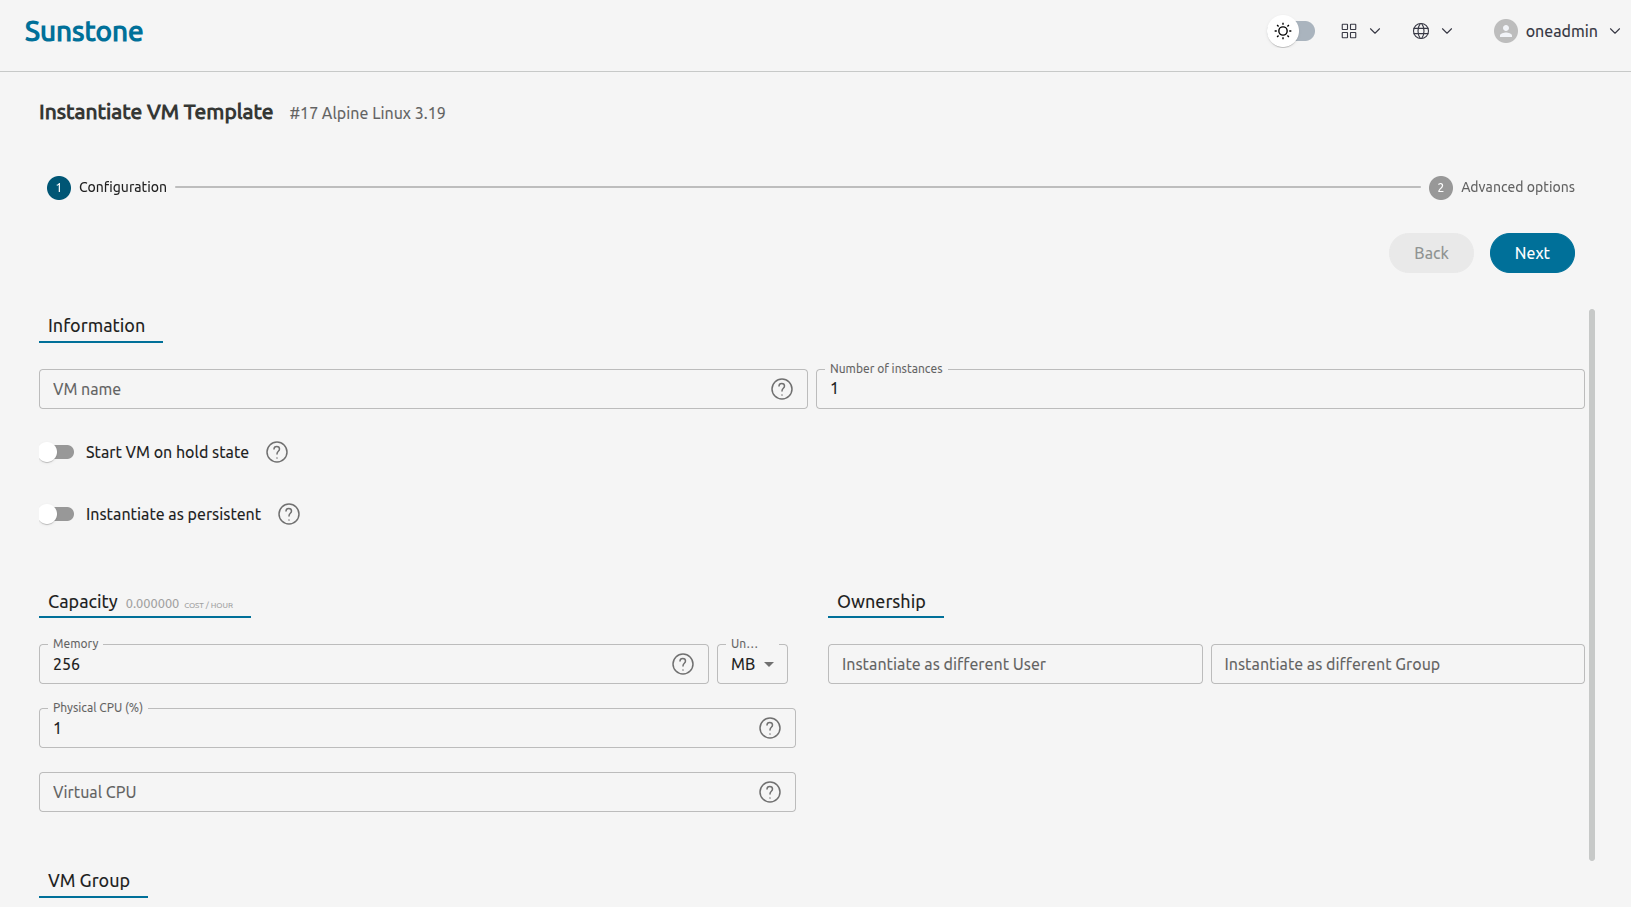 Sunstone
oneadmin
Instantiate VM Template #17 Alpine Linux 3.19
1 Configuration
2 Advanced options
Back Next
Information
VM name
Number of instances
1
Start VM on hold state
Instantiate as persistent
Capacity 0.000000 COST / HOUR
Memory
256
Un...
MB
Physical CPU (%)
1
Virtual CPU
Ownership
Instantiate as different User
Instantiate as different Group
VM Group